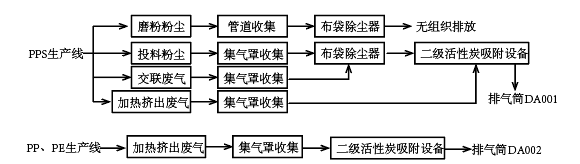 磨粉粉尘 管道收集 布袋除尘器 无组织排放
PPS生产线 投料粉尘 集气罩收集 布袋除尘器 二级活性炭吸附设备
交联废气 集气罩收集
加热挤出废气 集气罩收集 排气筒DA001
PP、PE生产线 加热挤出废气 集气罩收集 二级活性炭吸附设备 排气筒DA002